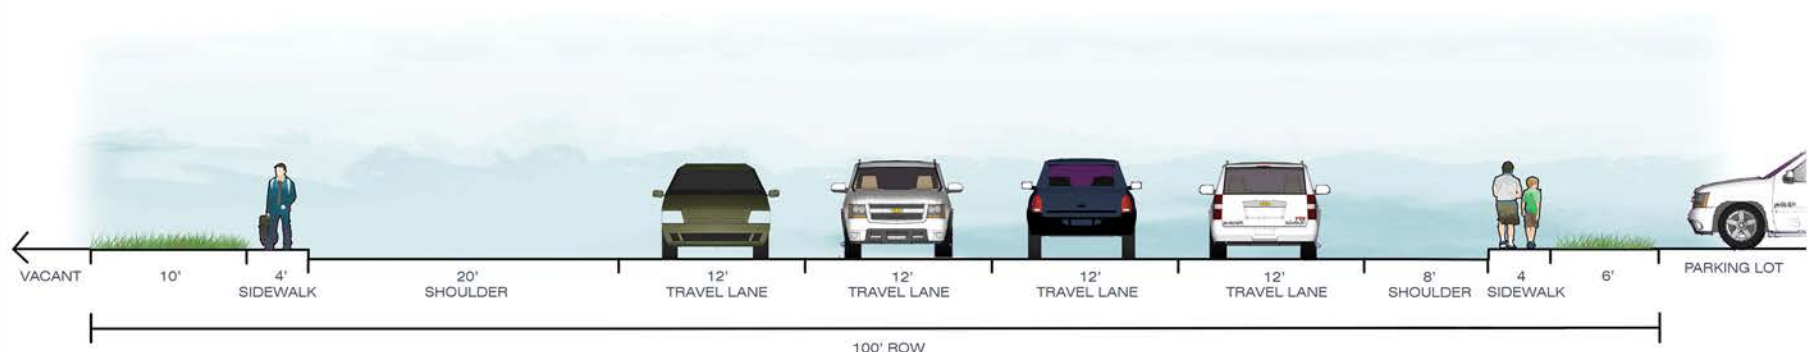 VACANT
10'
4'
SIDEWALK
20'
SHOULDER
12'
TRAVEL LANE
12'
TRAVEL LANE
12'
TRAVEL LANE
12'
TRAVEL LANE
8'
SHOULDER
4
SIDEWALK
6'
PARKING LOT
100' ROW